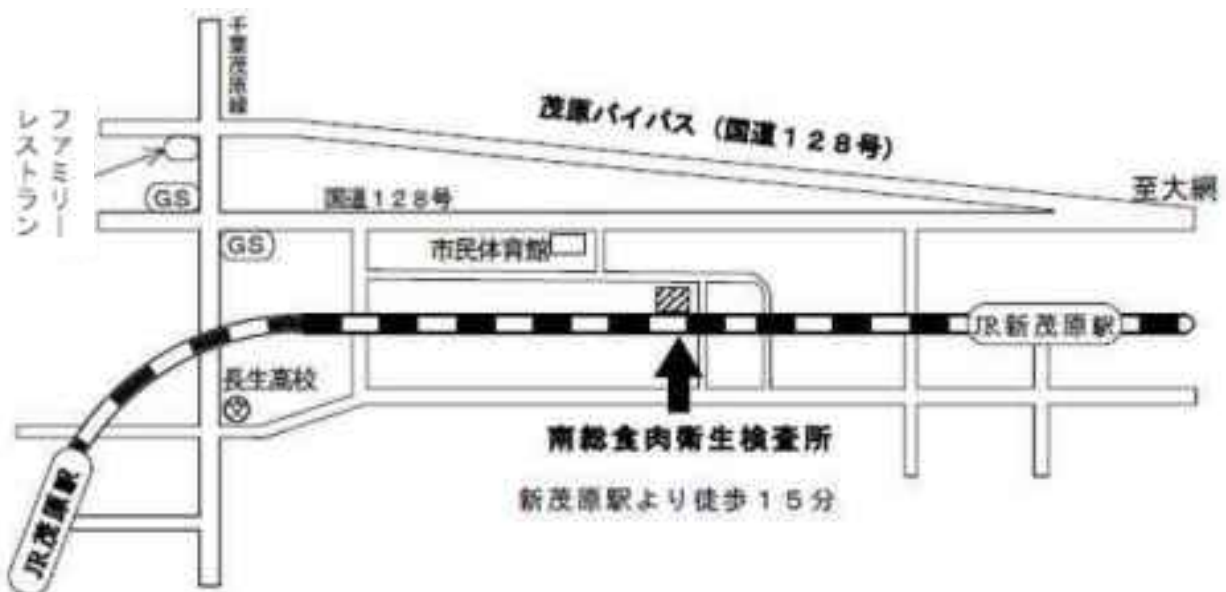 千葉茂原線
ファミリー
レストラン
茂原バイパス（国道１２８号）
至大網
GS
国道１２８号
GS
市民体育館
JR新茂原駅
長生高校
南総食肉衛生検査所
JR茂原駅
新茂原駅より徒歩１５分